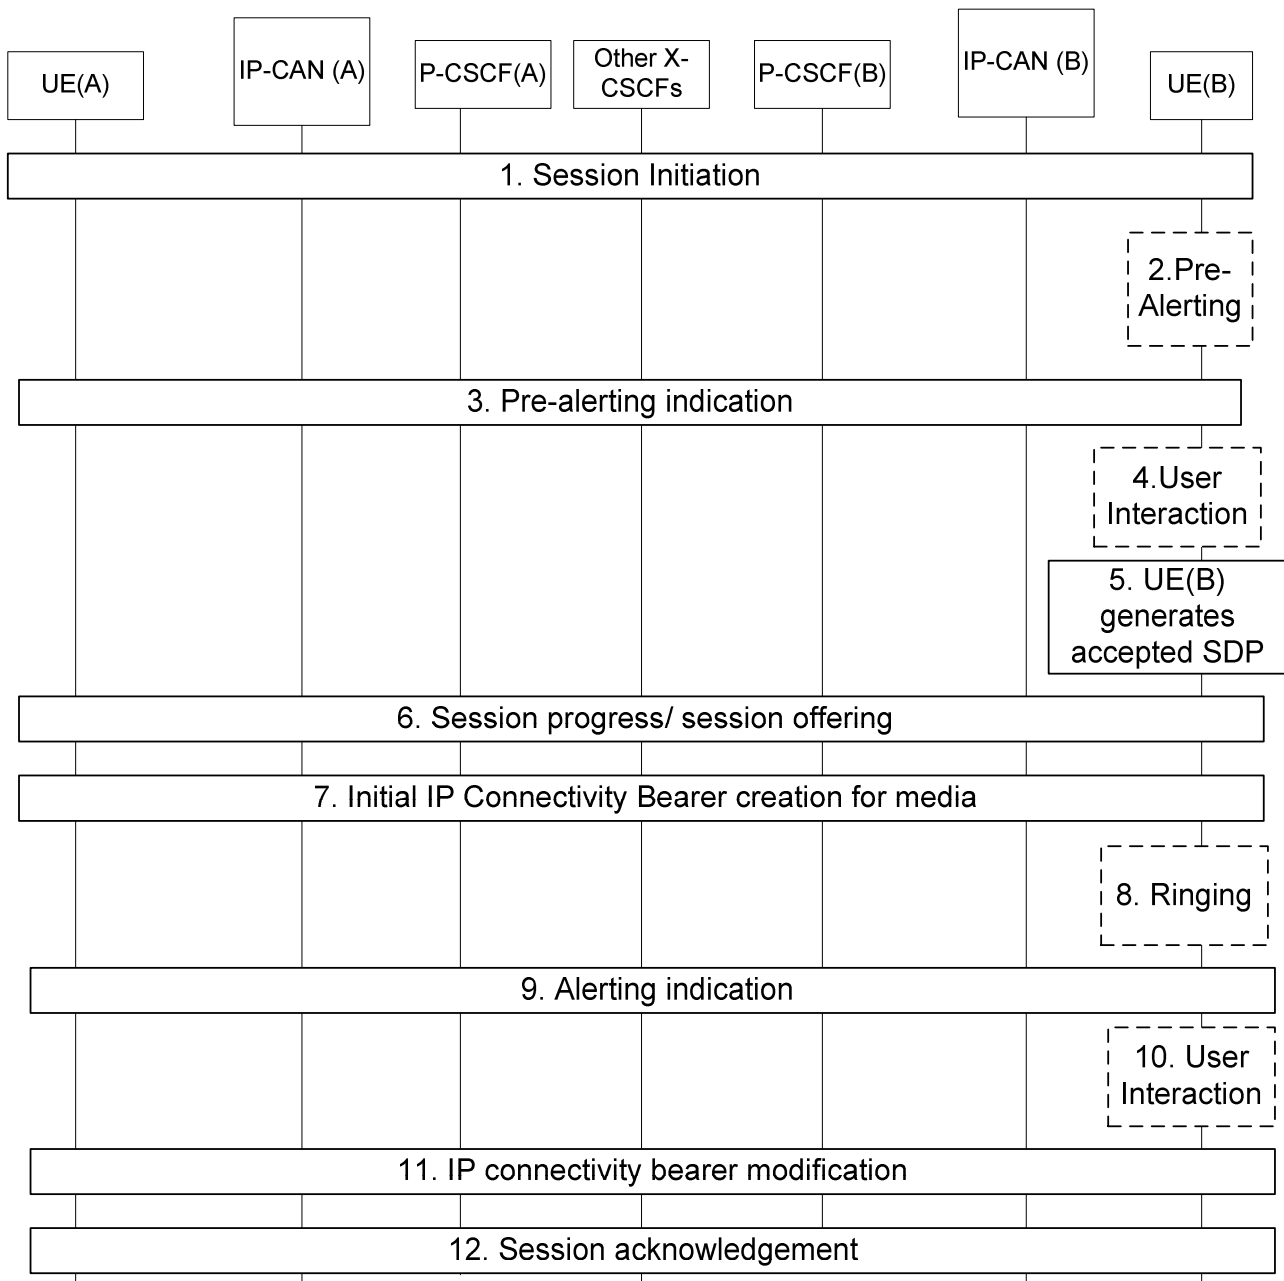 UE(A)
IP-CAN (A)
P-CSCF(A)
Other X-
CSCFs
P-CSCF(B)
IP-CAN (B)
UE(B)
1. Session Initiation
2.Pre-
Alerting
3. Pre-alerting indication
4.User
Interaction
5. UE(B)
generates
accepted SDP
6. Session progress/ session offering
7. Initial IP Connectivity Bearer creation for media
8. Ringing
9. Alerting indication
10. User
Interaction
11. IP connectivity bearer modification
12. Session acknowledgement